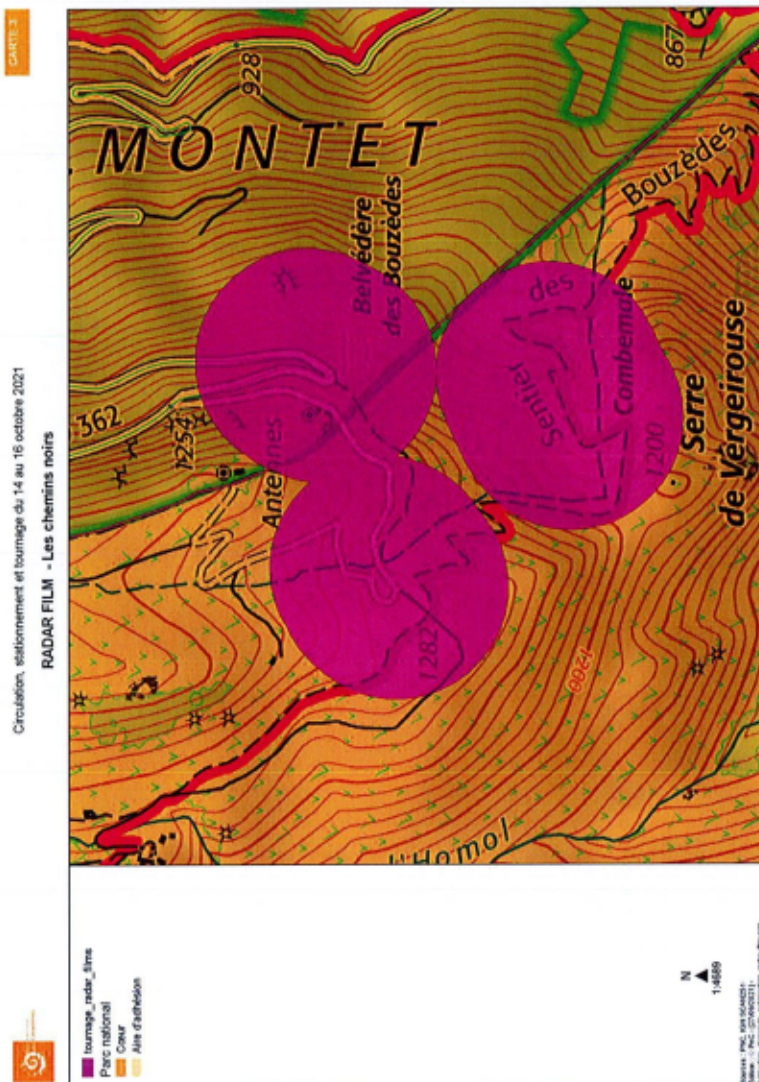 CARTE 3
Circulation, stationnement et tournage du 14 au 16 octobre 2021
RADAR FILM - Les chemins noirs
928
867
MONTET
Bouzèdes
Belvédère
des Bouzèdes
362
1254
Antennes
Sentier
des
Combemale
1200
Serre
de Vergeirouse
1282
1200
l'Homol
tournage_radar_films
Parc national
Cœur
Aire d'adhésion
N
1:4689